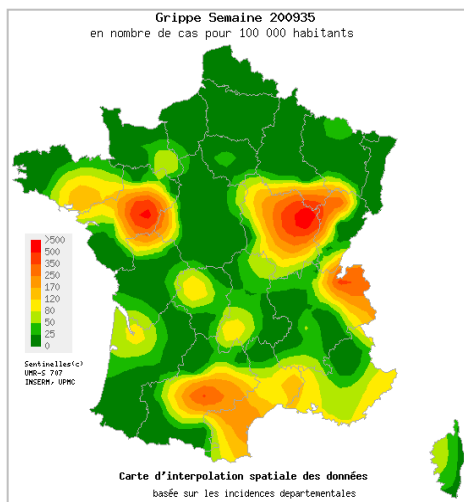 Grippe Semaine 200935
en nombre de cas pour 100 000 habitants
>500
500
350
250
170
120
80
50
25
0
Sentinelles(c)
UMR-S 707
INSERM, UPMC
Carte d'interpolation spatiale des données
basée sur les incidences departementales